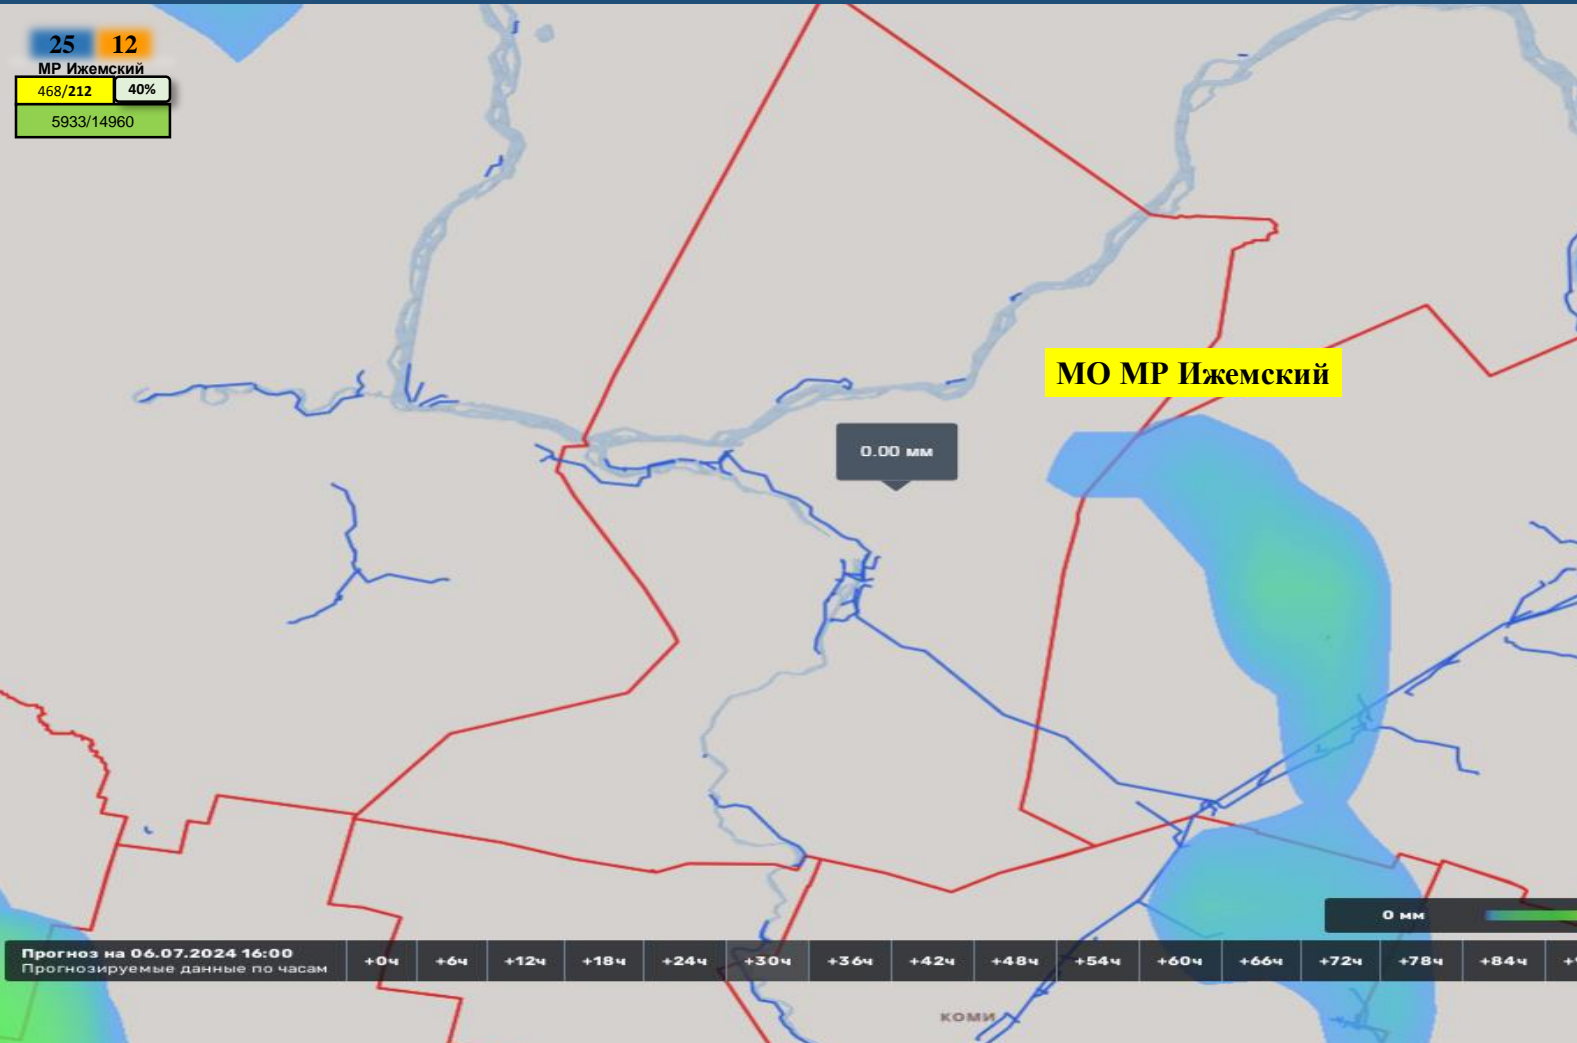 25 12
МР Ижемский
468/212 40%
5933/14960
МО МР Ижемский
0.00 мм
0 мм
Прогноз на 06.07.2024 16:00
Прогнозируемые данные по часам
+0ч +6ч +12ч +18ч +24ч +30ч +36ч +42ч +48ч +54ч +60ч +66ч +72ч +78ч +84ч
КОМИ